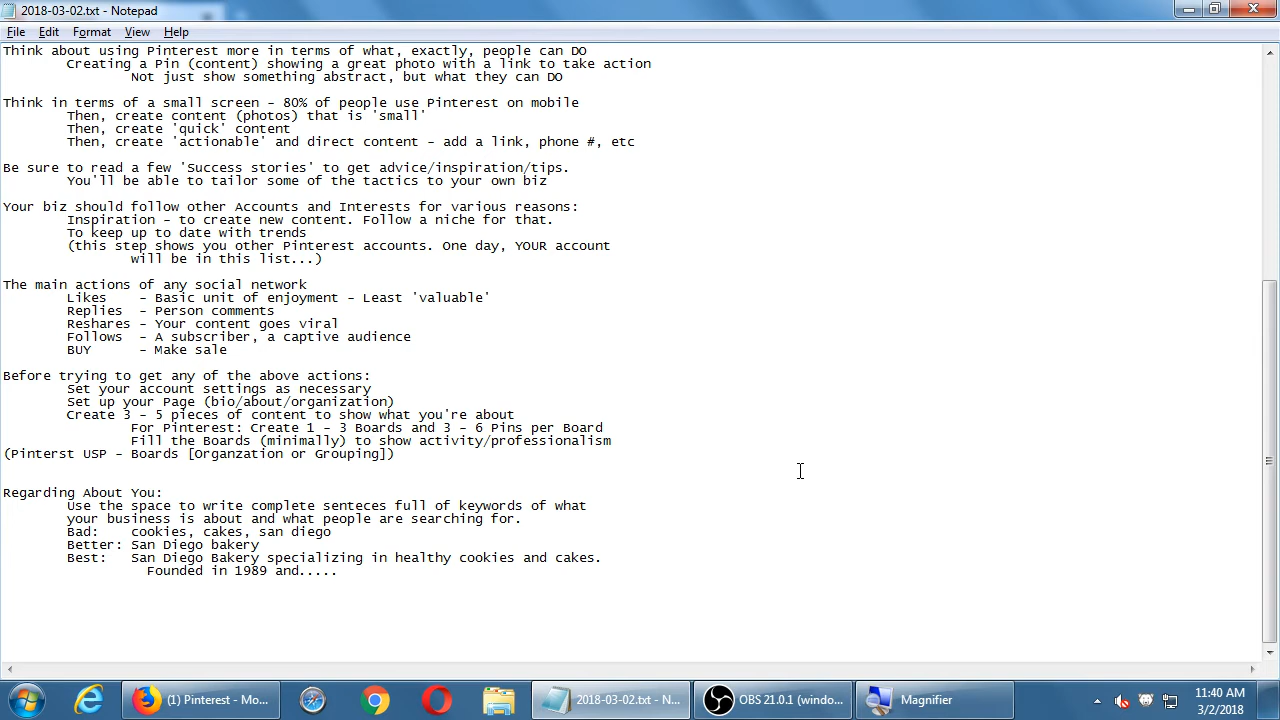 2018-03-02.txt - Notepad
File Edit Format View Help
Think about using Pinterest more in terms of what, exactly, people can DO
Creating a Pin (content) showing a great photo with a link to take action
Not just show something abstract, but what they can DO
Think in terms of a small screen - 80% of people use Pinterest on mobile
Then, create content (photos) that is 'small'
Then, create 'quick' content
Then, create 'actionable' and direct content - add a link, phone #, etc
Be sure to read a few 'Success stories' to get advice/inspiration/tips.
You'll be able to tailor some of the tactics to your own biz
Your biz should follow other Accounts and Interests for various reasons:
Inspiration - to create new content. Follow a niche for that.
To keep up to date with trends
(this step shows you other Pinterest accounts. One day, YOUR account
will be in this list...)
The main actions of any social network
Likes - Basic unit of enjoyment - Least 'valuable'
Replies - Person comments
Reshares - Your content goes viral
Follows - A subscriber, a captive audience
BUY - Make sale
Before trying to get any of the above actions:
Set your account settings as necessary
Set up your Page (bio/about/organization)
Create 3 - 5 pieces of content to show what you're about
For Pinterest: Create 1 - 3 Boards and 3 - 6 Pins per Board
Fill the Boards (minimally) to show activity/professionalism
(Pinterst USP - Boards [Organzation or Grouping])
Regarding About You:
Use the space to write complete senteces full of keywords of what
your business is about and what people are searching for.
Bad: cookies, cakes, san diego
Better: San Diego bakery
Best: San Diego Bakery specializing in healthy cookies and cakes.
Founded in 1989 and.....
(1) Pinterest - Mo... 2018-03-02.txt - N... OBS 21.0.1 (windo... Magnifier 11:40 AM
3/2/2018